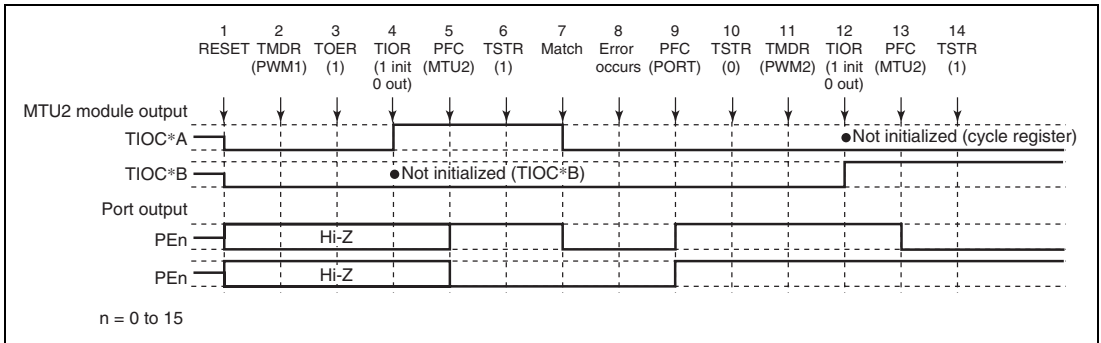 1 2 3 4 5 6 7 8 9 10 11 12 13 14
RESET TMDR TOER TIOR PFC TSTR Match Error PFC TSTR TMDR TIOR PFC TSTR
(PWM1) (1) (1 init (MTU2) (1) occurs (PORT) (0) (PWM2) (1 init (MTU2) (1)
0 out) 0 out)
MTU2 module output
TIOC*A ●Not initialized (cycle register)
TIOC*B ●Not initialized (TIOC*B)
Port output
PEn Hi-Z
PEn Hi-Z
n = 0 to 15